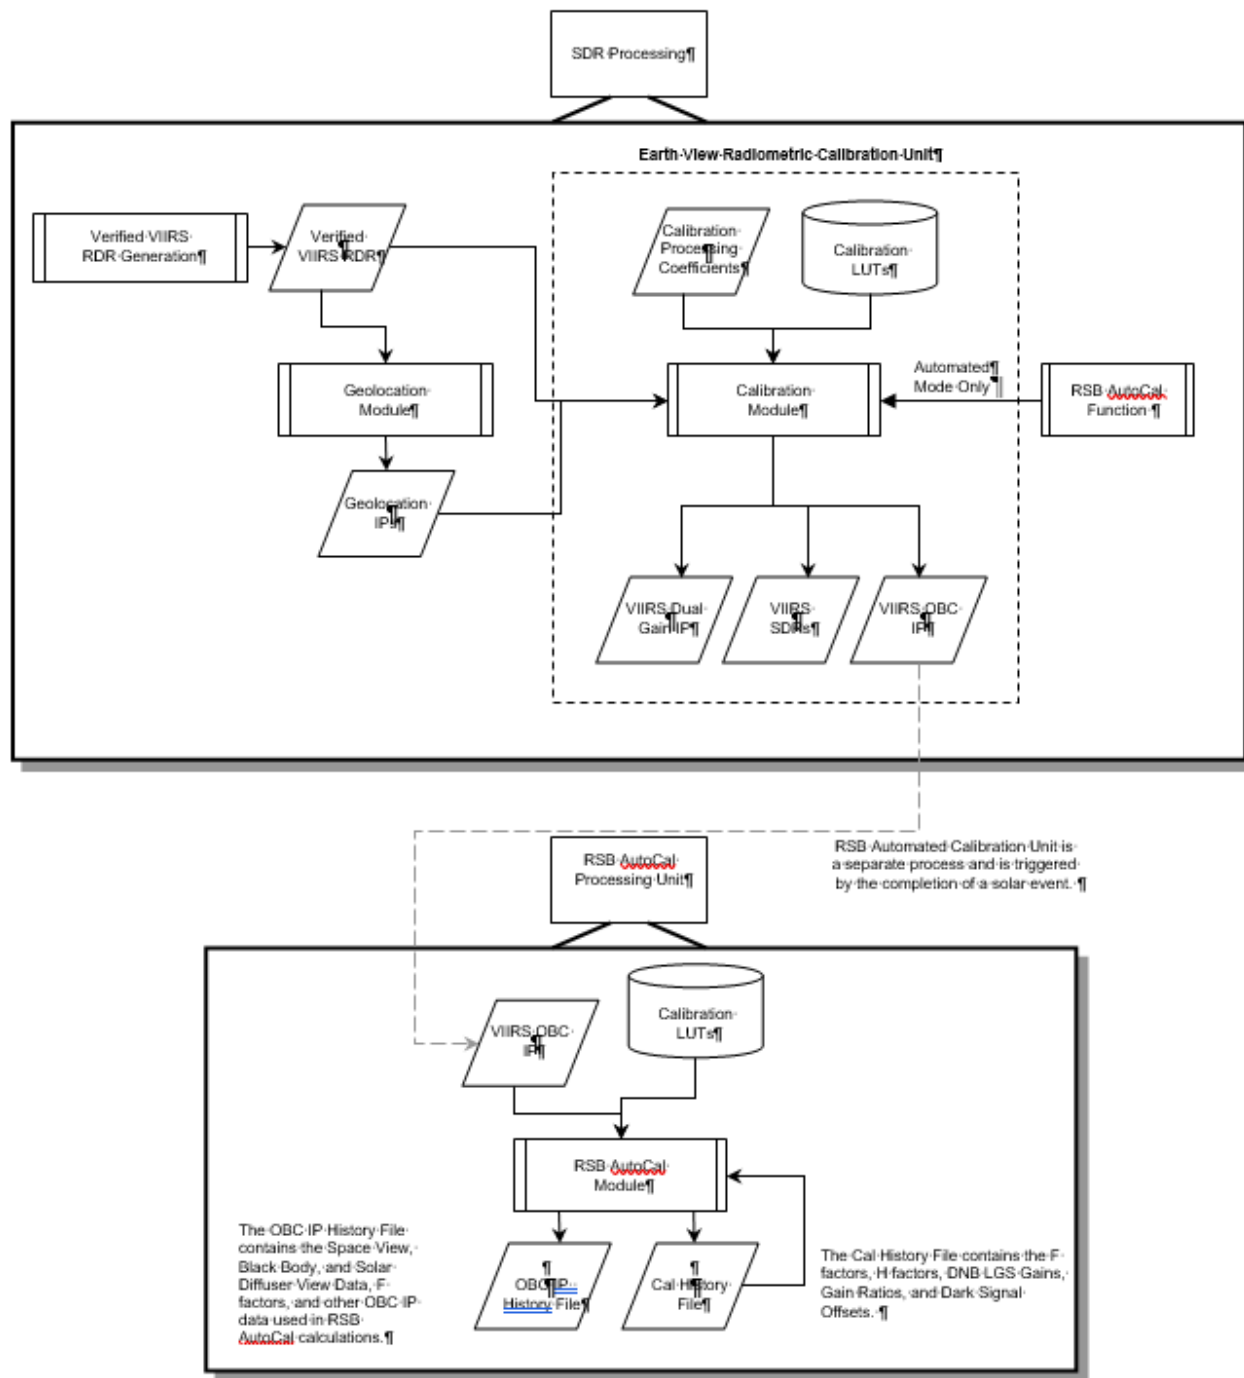 SDR Processing¶
Earth-View Radiometric Calibration Unit¶
Verified VIIRS
RDR Generation¶
Verified
VIIRS RDR¶
Calibration
Processing
Coefficients¶
Calibration
LUTs¶
Geolocation
Module¶
Calibration
Module¶
Automated¶
Mode Only¶
RSB AutoCal
Function ¶
Geolocation
IPs¶
VIIRS Dual
Gain IP¶
VIIRS
SDRs¶
VIIRS OBC
IP¶
RSB AutoCal
Processing Unit¶
RSB Automated Calibration Unit is
a separate process and is triggered
by the completion of a solar event. ¶
VIIRS OBC
IP¶
Calibration
LUTs¶
RSB AutoCal
Module¶
The OBC IP History File
contains the Space View,
Black Body, and Solar
Diffuser View Data, F
factors, and other OBC IP
data used in RSB
AutoCal calculations.¶
¶
OBC IP
History File¶
¶
Cal History
File¶
The Cal History File contains the F
factors, H factors, DNB LGS Gains,
Gain Ratios, and Dark Signal
Offsets. ¶